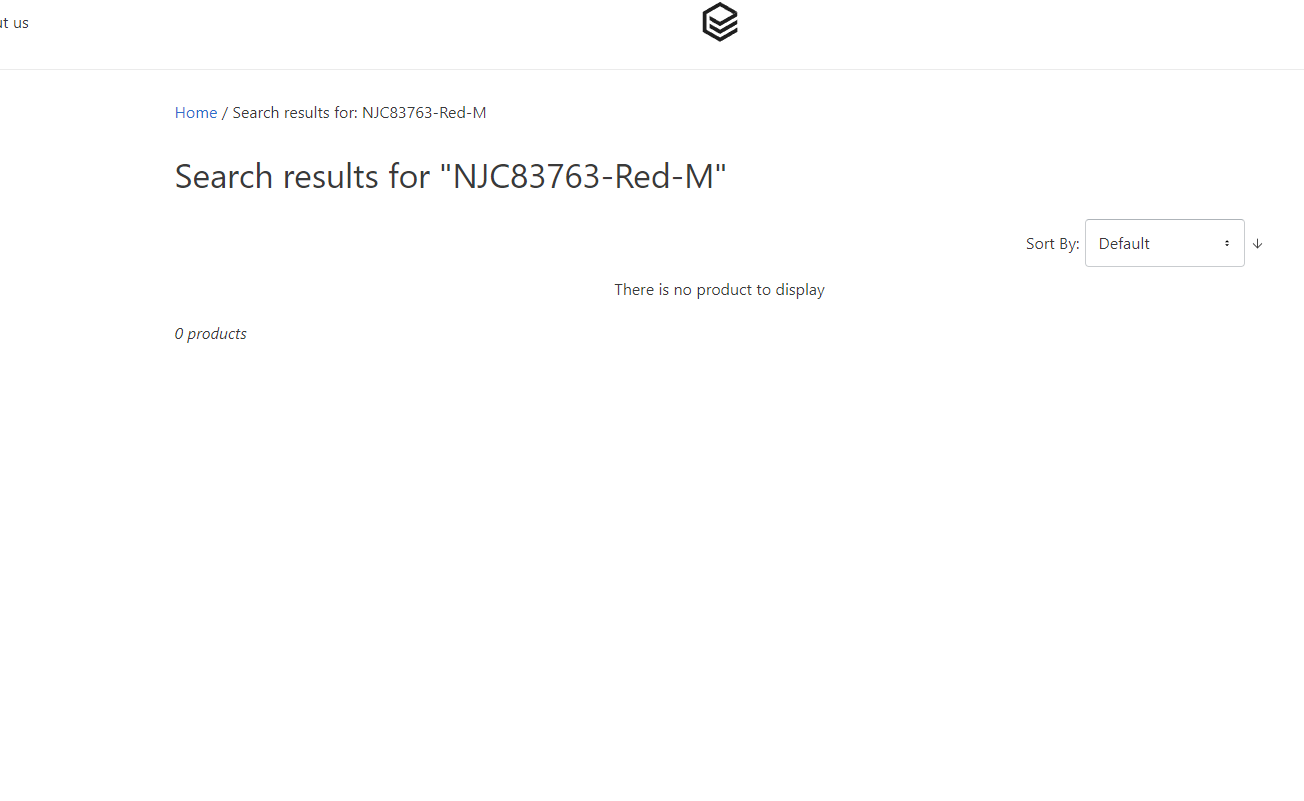 ut us
Home / Search results for: NJC83763-Red-M
Search results for "NJC83763-Red-M"
Sort By: Default
There is no product to display
0 products